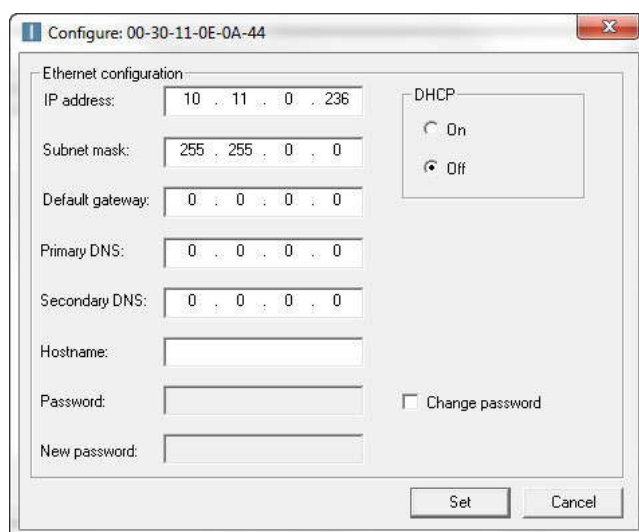 Configure: 00-30-11-0E-0A-44
Ethernet configuration
IP address: 10 . 11 . 0 . 236
DHCP
On
Subnet mask: 255 . 255 . 0 . 0
Off
Default gateway: 0 . 0 . 0 . 0
Primary DNS: 0 . 0 . 0 . 0
Secondary DNS: 0 . 0 . 0 . 0
Hostname:
Password:
Change password
New password:
Set
Cancel